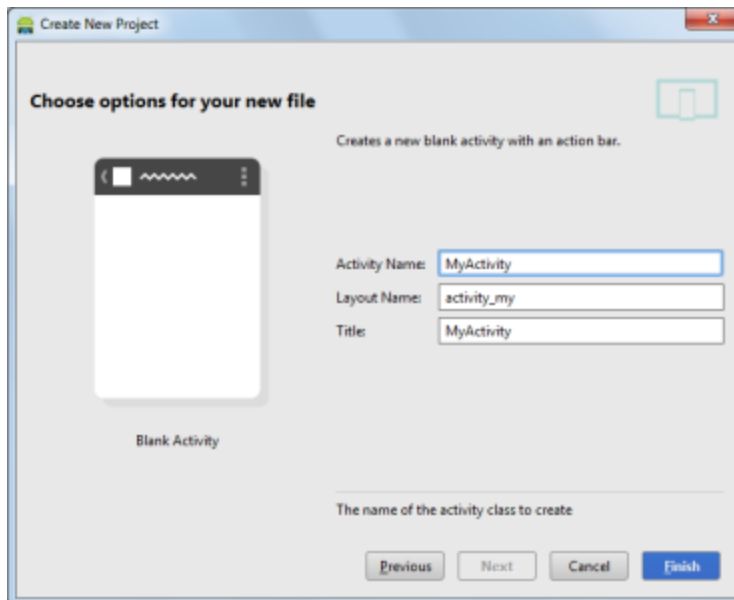 Create New Project
Choose options for your new file
Creates a new blank activity with an action bar.
Activity Name: MyActivity
Layout Name: activity_my
Title: MyActivity
Blank Activity
The name of the activity class to create
Previous Next Cancel Finish